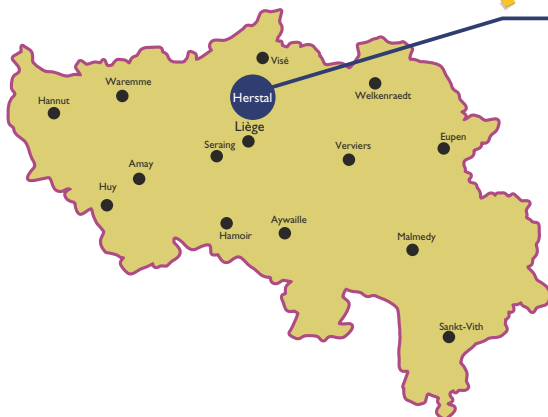 Visé
Waremme
Welkenraedt
Hannut
Herstal
Liège
Seraing
Verviers
Eupen
Amay
Huy
Hamoir
Aywaille
Malmedy
Sankt-Vith